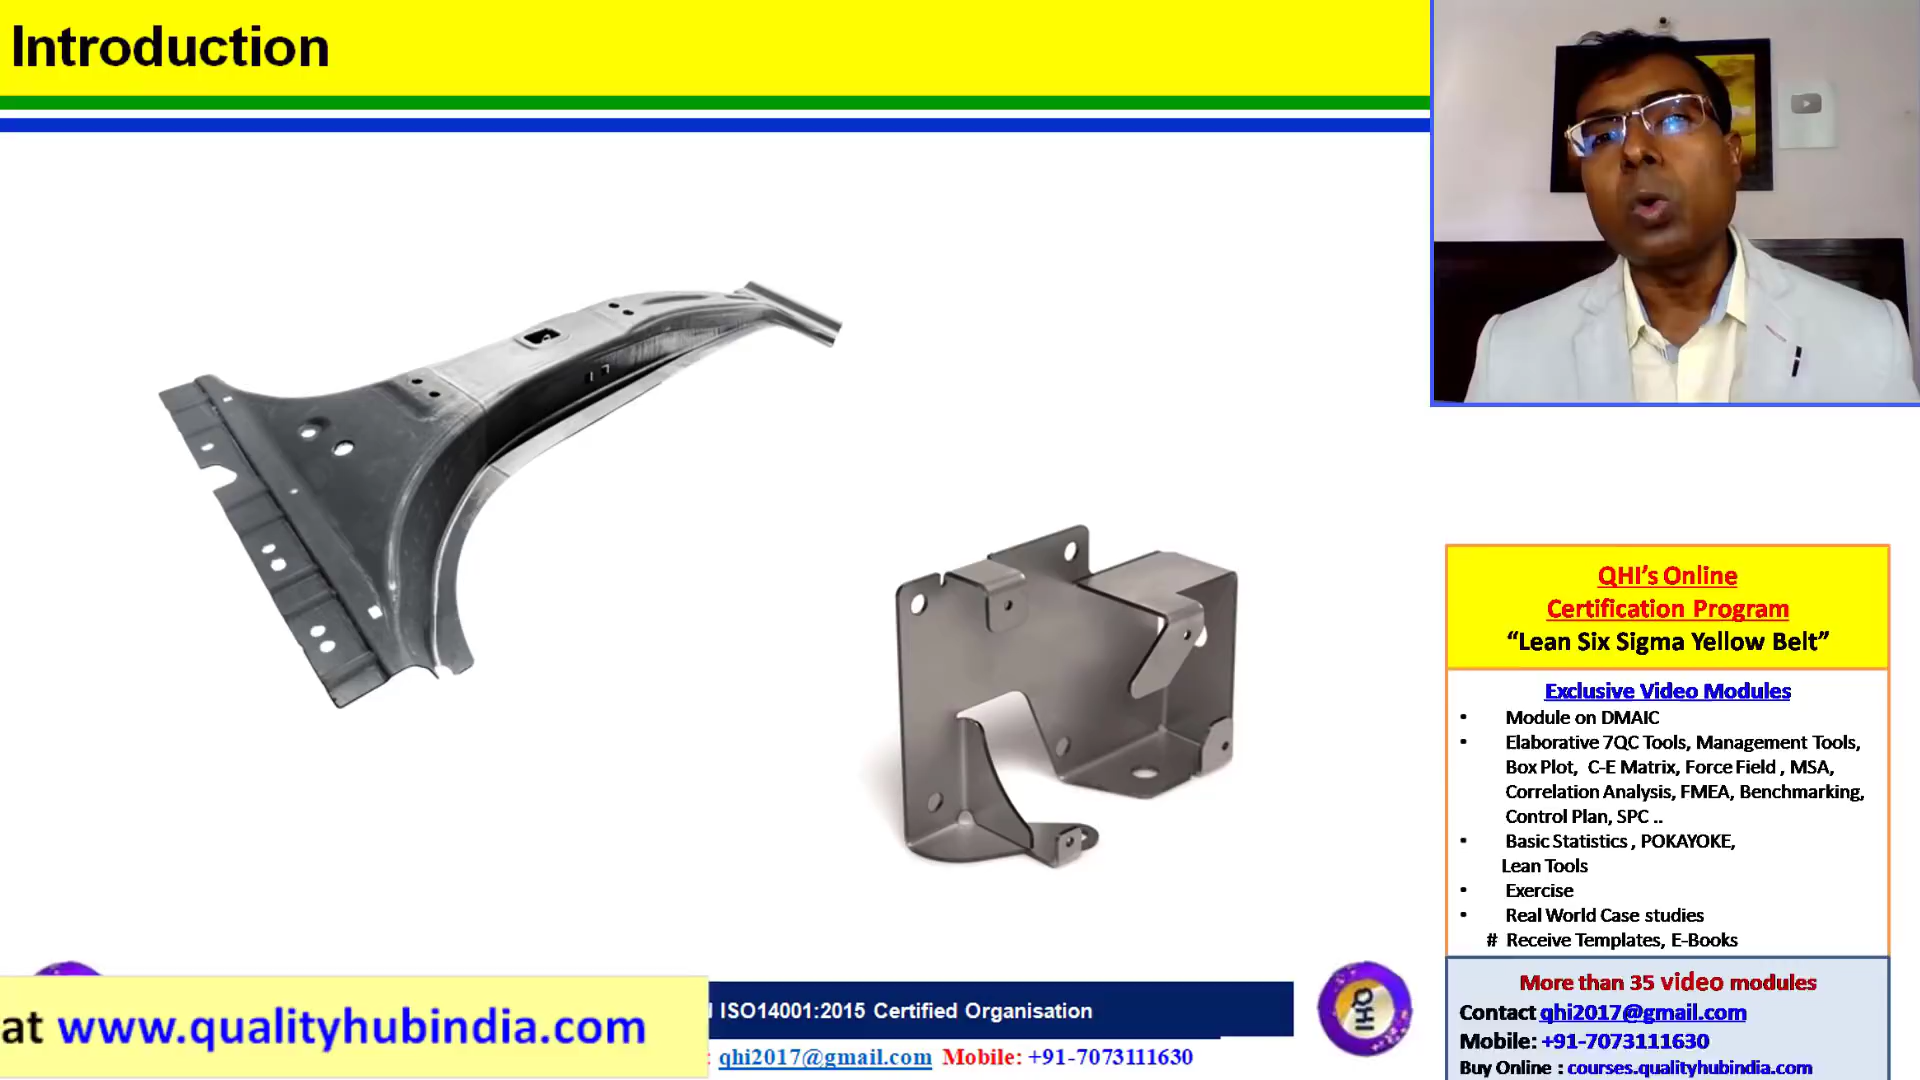 Introduction
QHI's Online
Certification Program
“Lean Six Sigma Yellow Belt”
Exclusive Video Modules
• Module on DMAIC
• Elaborative 7QC Tools, Management Tools,
Box Plot, C-E Matrix, Force Field , MSA,
Correlation Analysis, FMEA, Benchmarking,
Control Plan, SPC ..
• Basic Statistics , POKAYOKE,
Lean Tools
• Exercise
• Real World Case studies
# Receive Templates, E-Books
More than 35 video modules
Contact qhi2017@gmail.com
Mobile: +91-7073111630
Buy Online : courses.qualityhubindia.com
ISO14001:2015 Certified Organisation
QHI
at www.qualityhubindia.com
: qhi2017@gmail.com Mobile: +91-7073111630